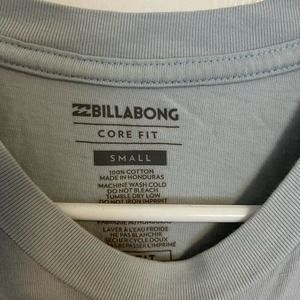 BILLABONG
CORE FIT
SMALL
100% COTTON
MADE IN HONDURAS
MACHINE WASH COLD
DO NOT BLEACH
TUMBLE DRY LOW
DO NOT IRON IMPRINT
LAVER À L'EAU FROIDE
NE PAS BLANCHIR
SÉCHER CYCLE DOUX